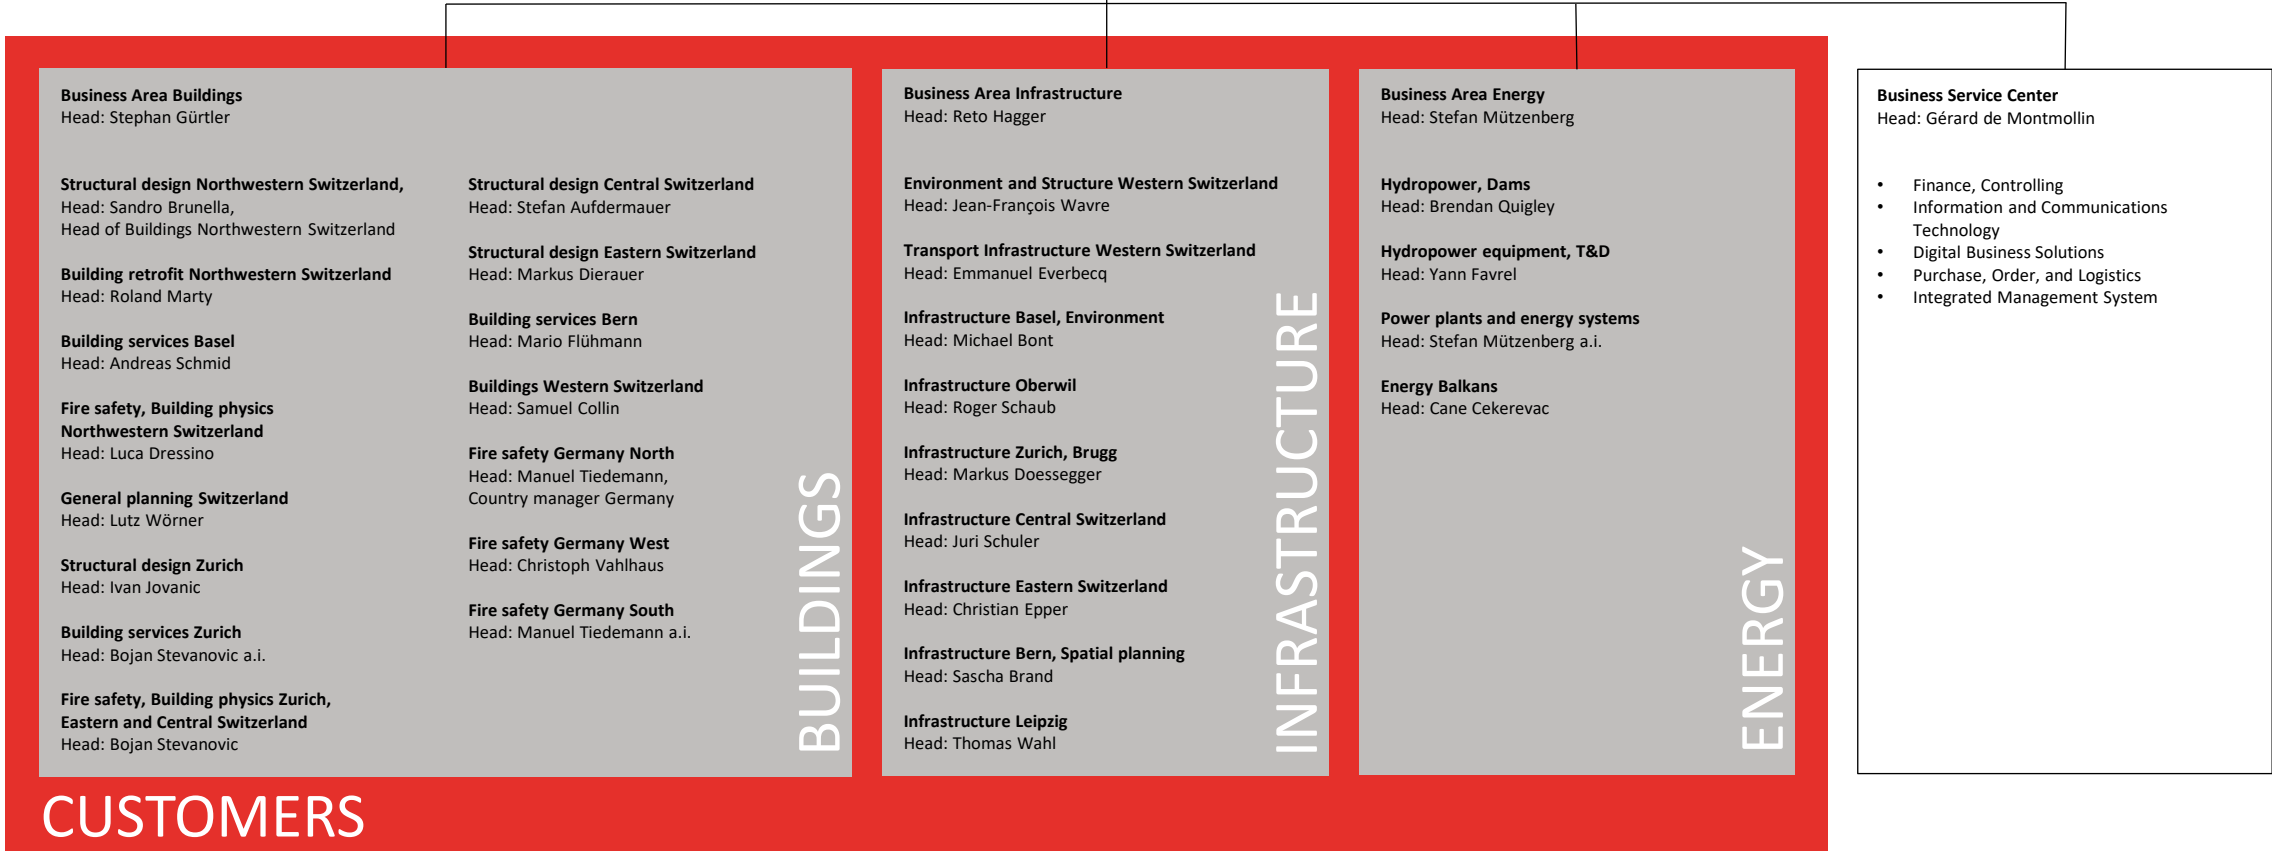 Business Area Buildings
Head: Stephan Gürtler
Structural design Northwestern Switzerland,
Head: Sandro Brunella,
Head of Buildings Northwestern Switzerland
Building retrofit Northwestern Switzerland
Head: Roland Marty
Building services Basel
Head: Andreas Schmid
Fire safety, Building physics
Northwestern Switzerland
Head: Luca Dressino
General planning Switzerland
Head: Lutz Wörner
Structural design Zurich
Head: Ivan Jovanic
Building services Zurich
Head: Bojan Stevanovic a.i.
Fire safety, Building physics Zurich,
Eastern and Central Switzerland
Head: Bojan Stevanovic
Structural design Central Switzerland
Head: Stefan Aufdermauer
Structural design Eastern Switzerland
Head: Markus Dierauer
Building services Bern
Head: Mario Flühmann
Buildings Western Switzerland
Head: Samuel Collin
Fire safety Germany North
Head: Manuel Tiedemann,
Country manager Germany
Fire safety Germany West
Head: Christoph Vahlhaus
Fire safety Germany South
Head: Manuel Tiedemann a.i.
BUILDINGS
Business Area Infrastructure
Head: Reto Hagger
Environment and Structure Western Switzerland
Head: Jean-François Wavre
Transport Infrastructure Western Switzerland
Head: Emmanuel Everbecq
Infrastructure Basel, Environment
Head: Michael Bont
Infrastructure Oberwil
Head: Roger Schaub
Infrastructure Zurich, Brugg
Head: Markus Doessegger
Infrastructure Central Switzerland
Head: Juri Schuler
Infrastructure Eastern Switzerland
Head: Christian Epper
Infrastructure Bern, Spatial planning
Head: Sascha Brand
Infrastructure Leipzig
Head: Thomas Wahl
INFRASTRUCTURE
Business Area Energy
Head: Stefan Mützenberg
Hydropower, Dams
Head: Brendan Quigley
Hydropower equipment, T&D
Head: Yann Favrel
Power plants and energy systems
Head: Stefan Mützenberg a.i.
Energy Balkans
Head: Cane Cekerevac
ENERGY
CUSTOMERS
Business Service Center
Head: Gérard de Montmollin
• Finance, Controlling
• Information and Communications
Technology
• Digital Business Solutions
• Purchase, Order, and Logistics
• Integrated Management System